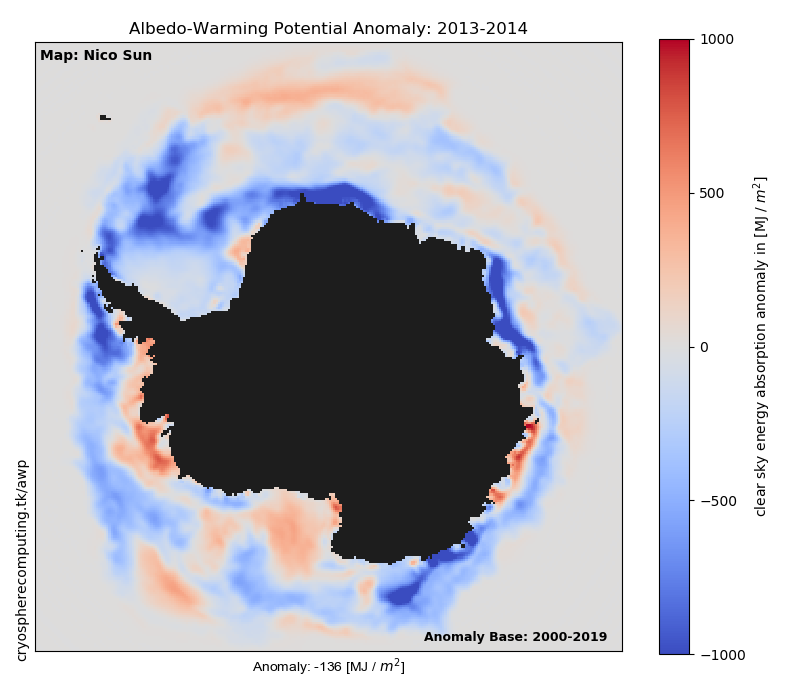 Albedo-Warming Potential Anomaly: 2013-2014
Map: Nico Sun
1000
500
0
−500
−1000
clear sky energy absorption anomaly in [MJ / m²]
cryospherecomputing.tk/awp
Anomaly Base: 2000-2019
Anomaly: -136 [MJ / m²]